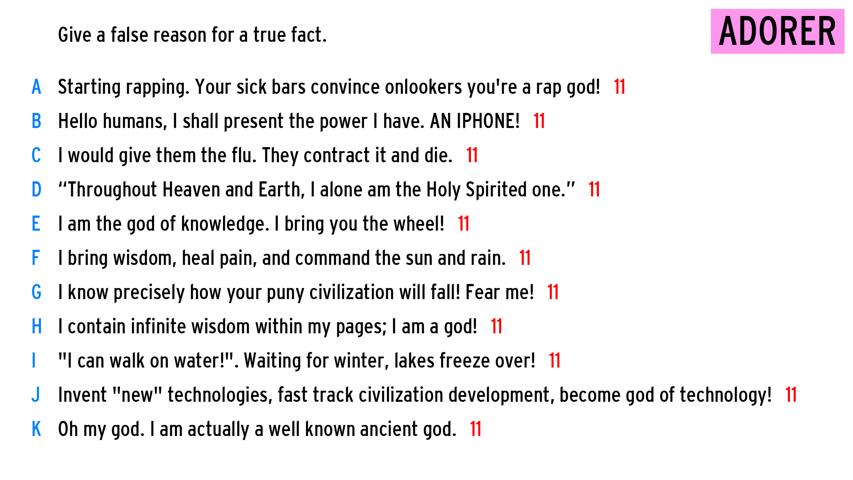 Give a false reason for a true fact.
ADORER
A Starting rapping. Your sick bars convince onlookers you're a rap god! 11
B Hello humans, I shall present the power I have. AN IPHONE! 11
C I would give them the flu. They contract it and die. 11
D “Throughout Heaven and Earth, I alone am the Holy Spirited one.” 11
E I am the god of knowledge. I bring you the wheel! 11
F I bring wisdom, heal pain, and command the sun and rain. 11
G I know precisely how your puny civilization will fall! Fear me! 11
H I contain infinite wisdom within my pages; I am a god! 11
I "I can walk on water!". Waiting for winter, lakes freeze over! 11
J Invent "new" technologies, fast track civilization development, become god of technology! 11
K Oh my god. I am actually a well known ancient god. 11